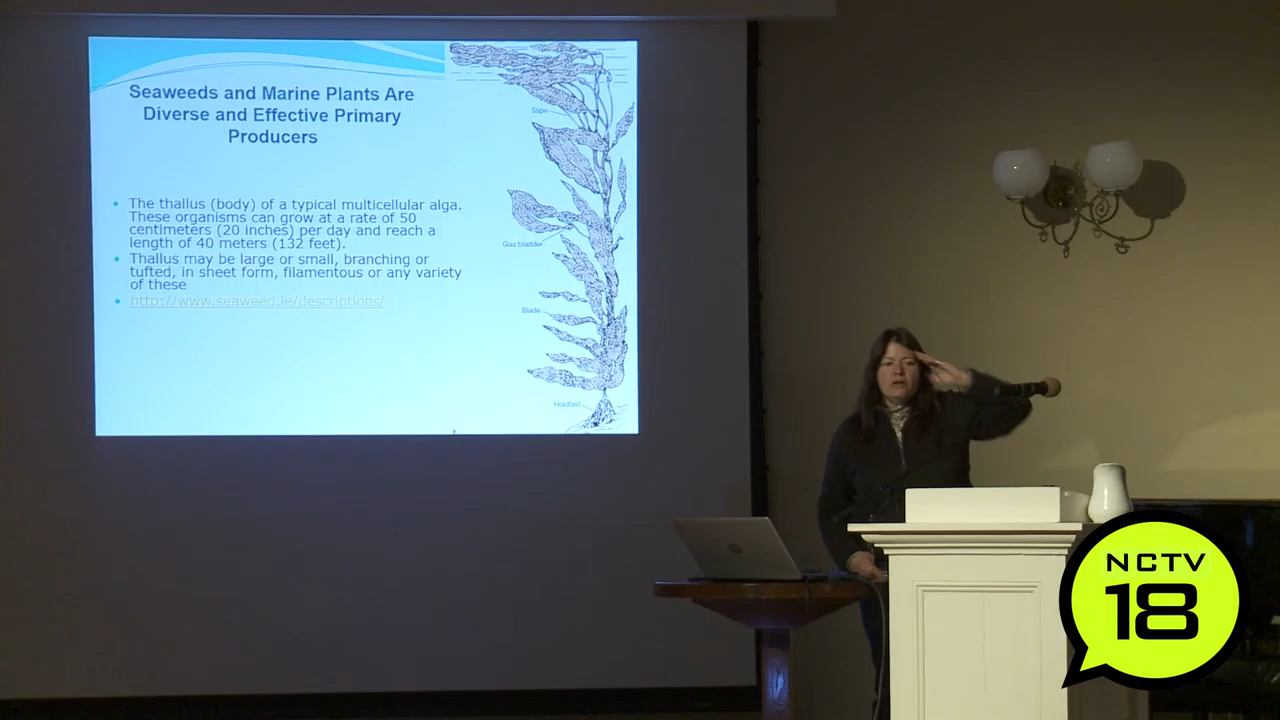 Seaweeds and Marine Plants Are
Diverse and Effective Primary
Producers
The thallus (body) of a typical multicellular alga.
These organisms can grow at a rate of 50
centimeters (20 inches) per day and reach a
length of 40 meters (132 feet).
Thallus may be large or small, branching or
tufted, in sheet form, filamentous or any variety
of these
http://www.seaweed.ie/descriptions/
Stipe
Gas bladder
Blade
Holdfast
NCTV
18